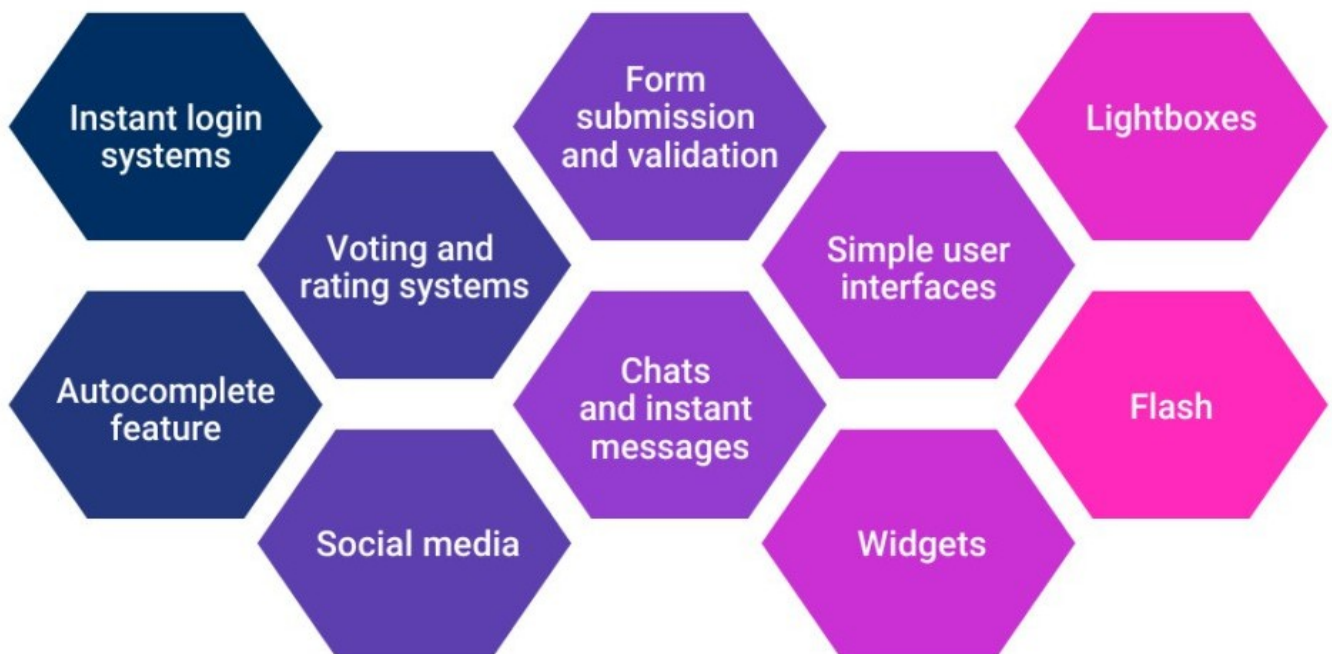 Instant login
systems
Form
submission
and validation
Lightboxes
Voting and
rating systems
Simple user
interfaces
Autocomplete
feature
Chats
and instant
messages
Flash
Social media
Widgets